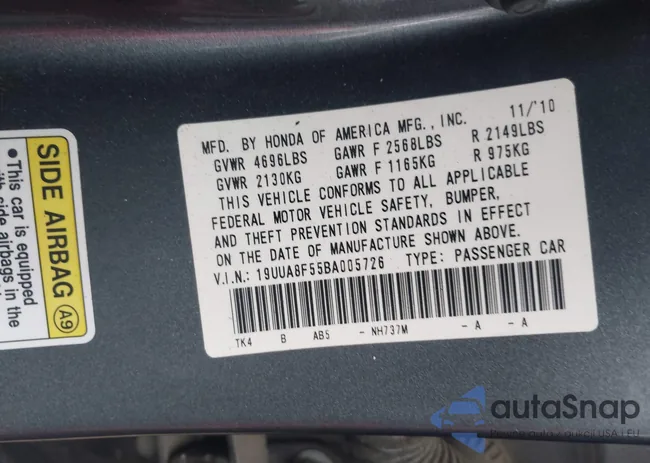 MFD. BY HONDA OF AMERICA MFG., INC. 11/'10
GVWR 4696LBS GAWR F 2568LBS R 2149LBS
GVWR 2130KG GAWR F 1165KG R 975KG
THIS VEHICLE CONFORMS TO ALL APPLICABLE
FEDERAL MOTOR VEHICLE SAFETY, BUMPER,
AND THEFT PREVENTION STANDARDS IN EFFECT
ON THE DATE OF MANUFACTURE SHOWN ABOVE.
V.I.N.: 19UUA8F55BA005726 TYPE: PASSENGER CAR
TK4 B AB5 - NH737M - A - A
SIDE AIRBAG A9
•This car is equipped
with side airbags in the
autaSnap